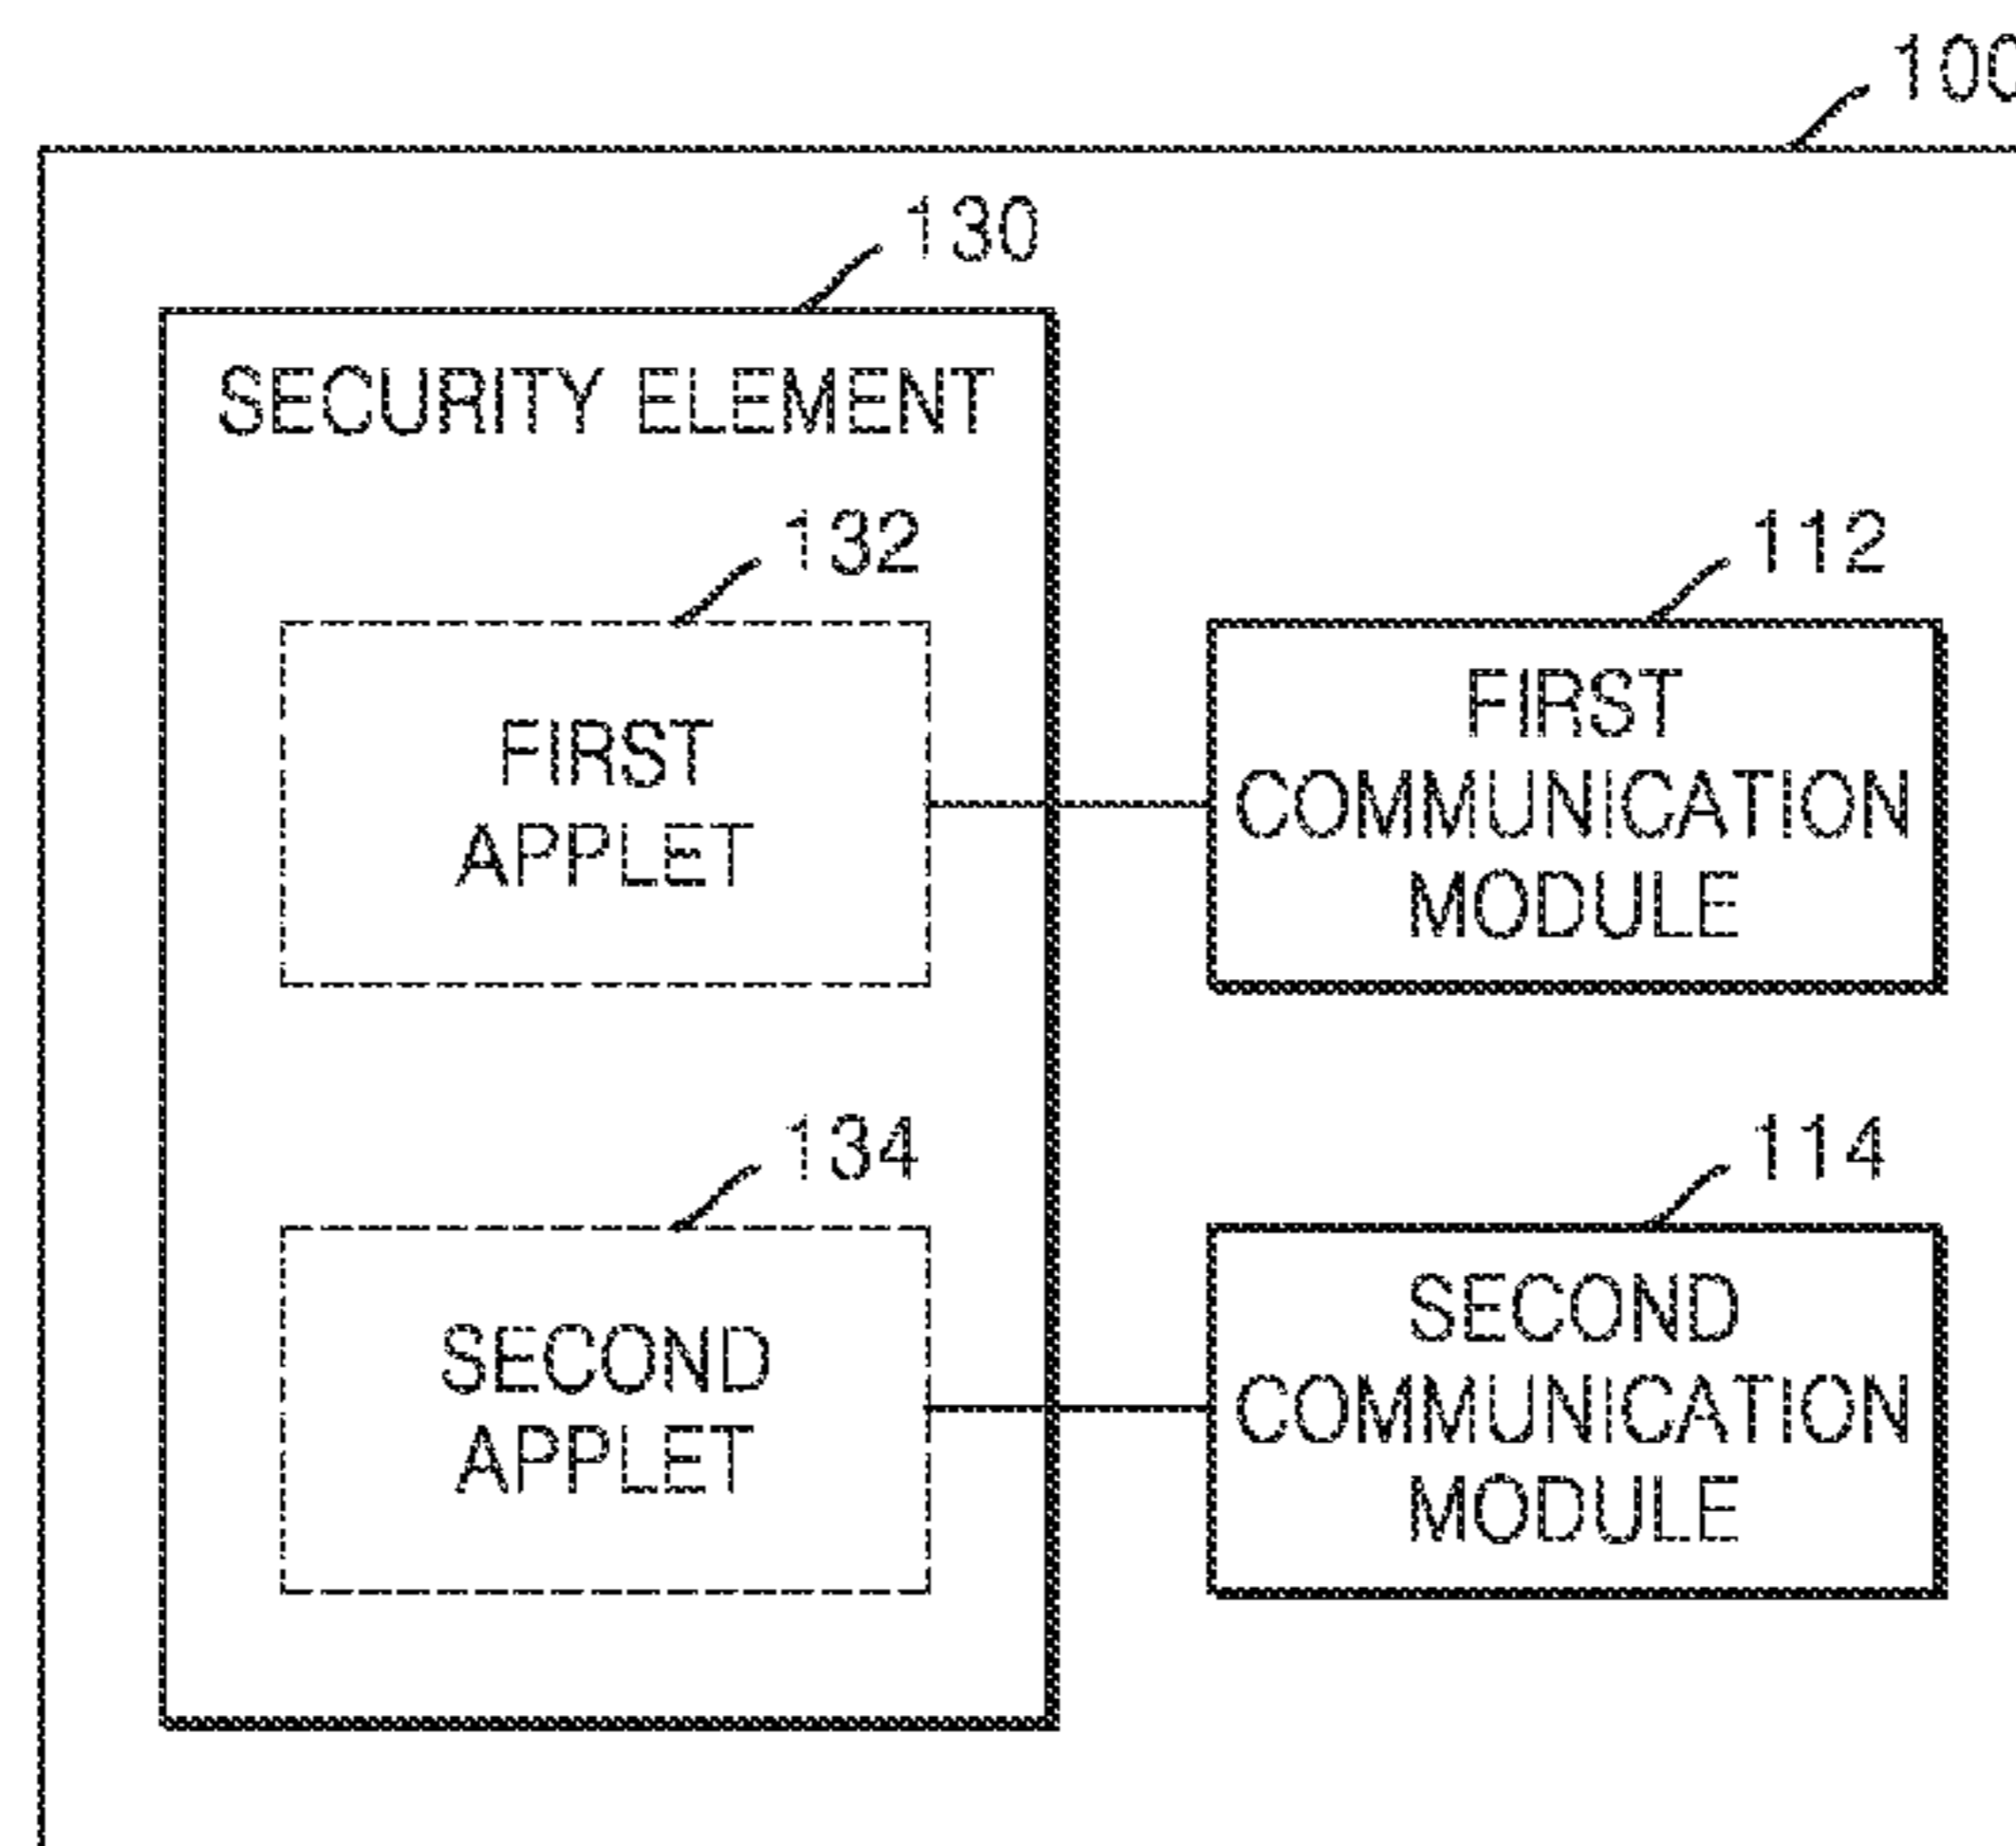 100
130
SECURITY ELEMENT
132
112
FIRST
APPLET
FIRST
COMMUNICATION
MODULE
134
114
SECOND
APPLET
SECOND
COMMUNICATION
MODULE